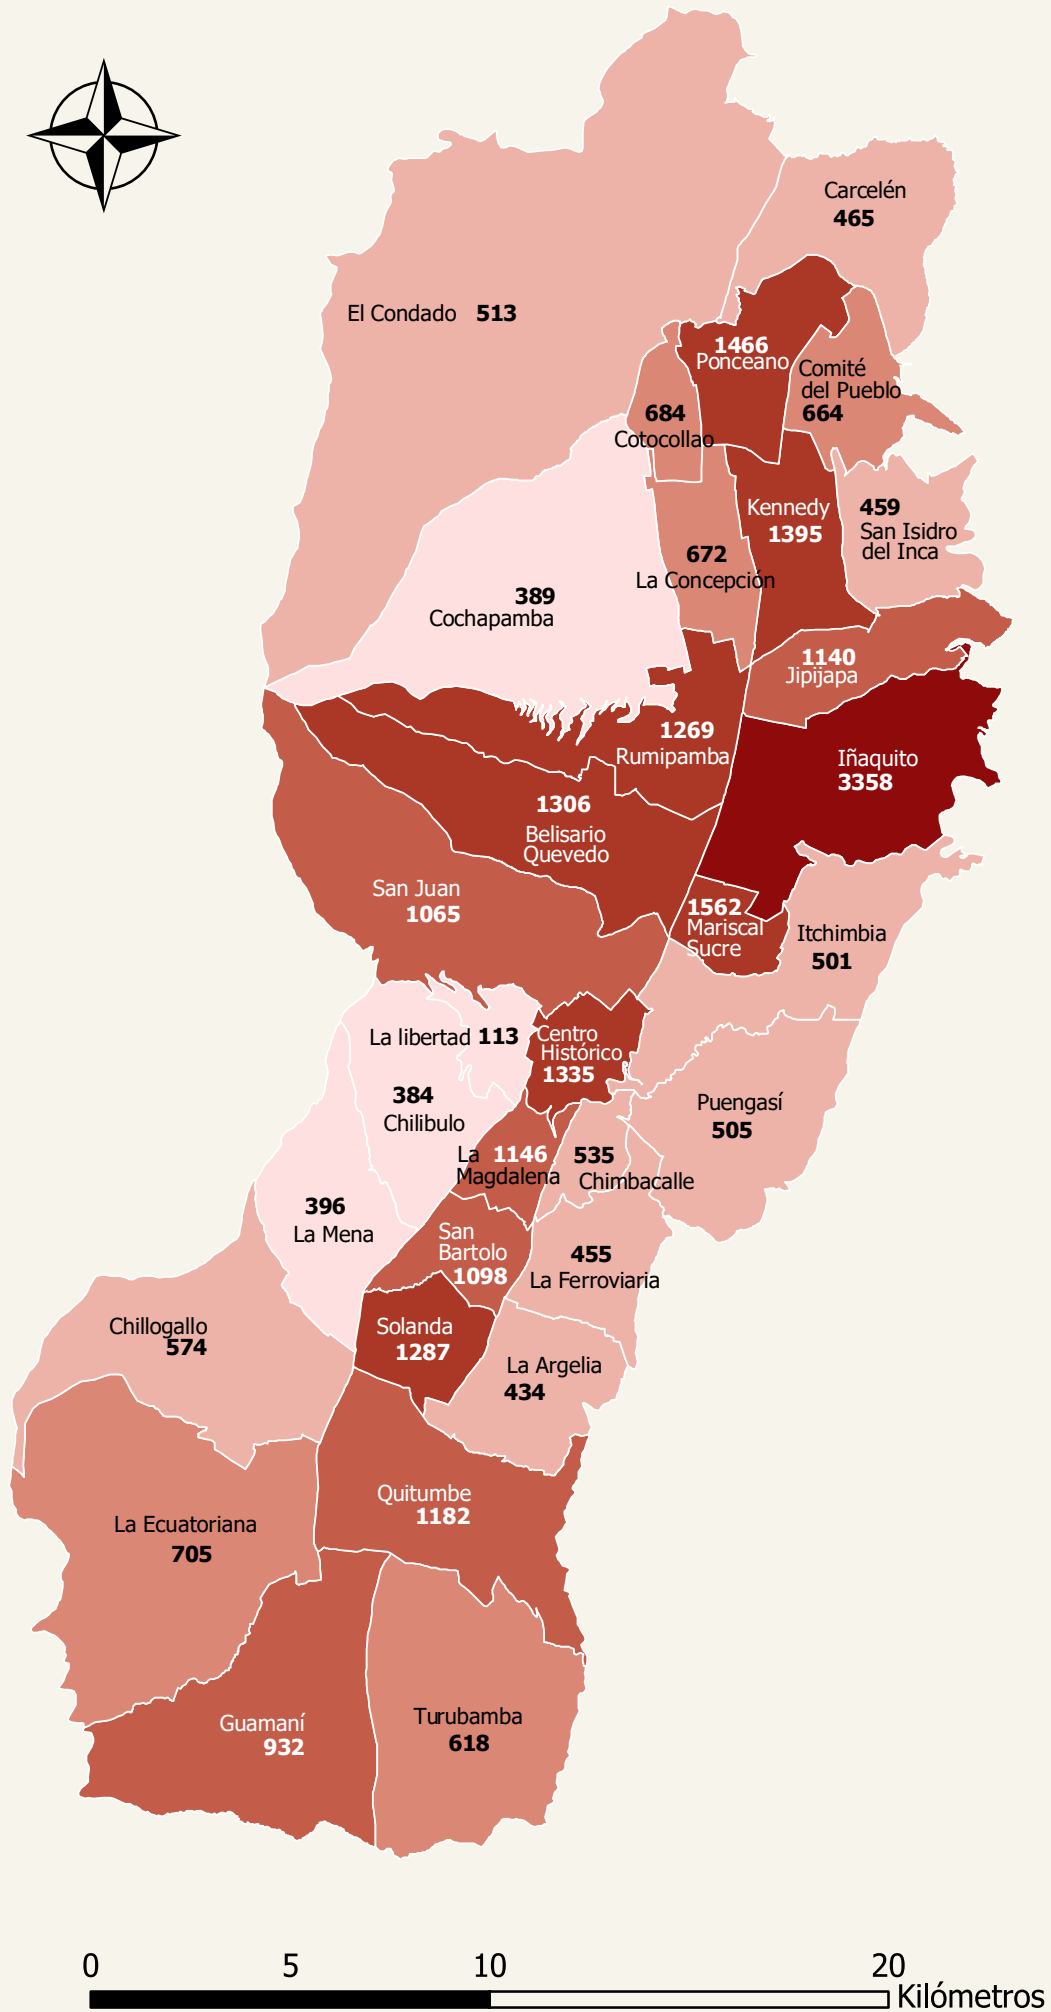 Carcelén
465
El Condado 513
1466
Ponceano
Comité
del Pueblo
664
684
Cotocollao
Kennedy
1395
459
San Isidro
del Inca
672
La Concepción
389
Cochapamba
1140
Jipijapa
1269
Rumipamba
Iñaquito
3358
1306
Belisario
Quevedo
San Juan
1065
1562
Mariscal
Sucre
Itchimbia
501
La libertad 113
Centro
Histórico
1335
384
Chilibulo
Puengasí
505
La 1146
Magdalena
535
Chimbacalle
396
La Mena
San
Bartolo
1098
455
La Ferroviaria
Chillogallo
574
Solanda
1287
La Argelia
434
Quitumbe
1182
La Ecuatoriana
705
Guamaní
932
Turubamba
618
0 5 10 20
Kilómetros